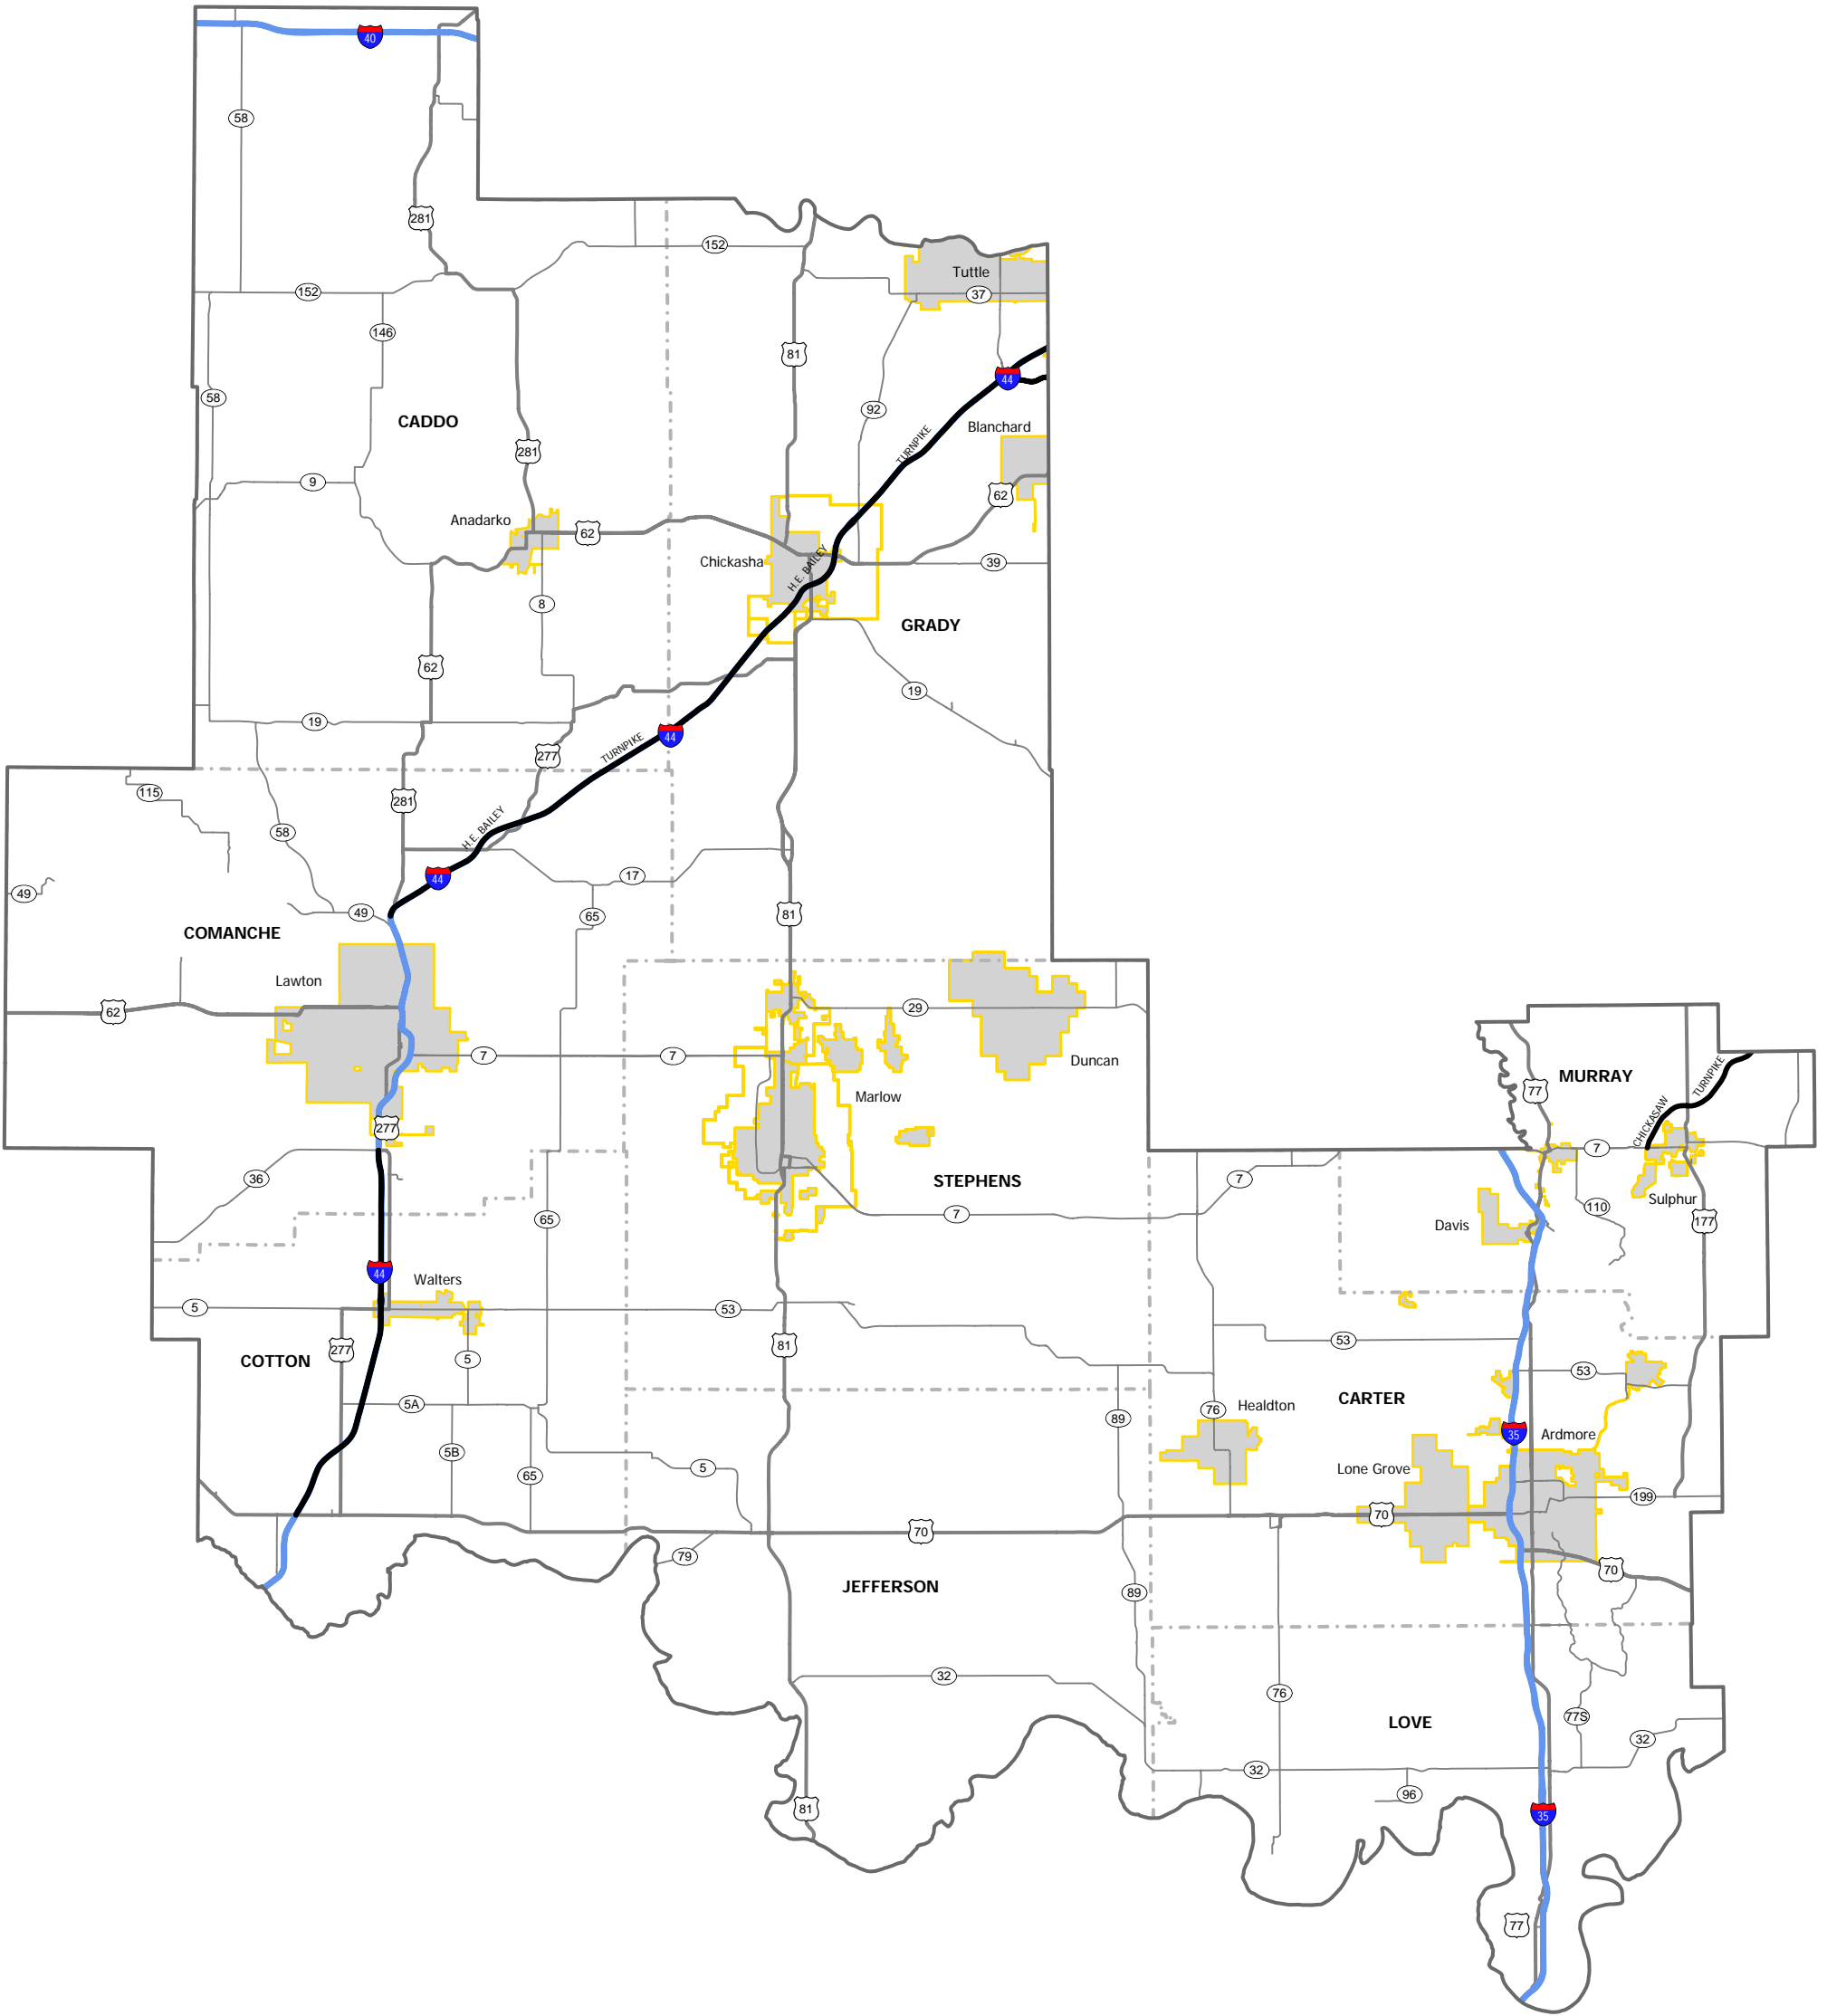 40
58
281
152
152
Tuttle
37
146
81
44
58
92
CADDO
Blanchard
TURNPIKE
281
9
62
Anadarko
62
Chickasha
H.E. BAILEY
39
8
GRADY
62
19
19
44
TURNPIKE
277
115
281
58
H.E. BAILEY
44
17
49
49
65
81
COMANCHE
Lawton
62
29
7
7
Duncan
MURRAY
TURNPIKE
77
Marlow
CHICKASAW
277
7
36
STEPHENS
7
Sulphur
110
65
7
Davis
177
44
Walters
5
53
53
81
277
COTTON
5
53
CARTER
5A
Healdton
76
89
35
Ardmore
5B
Lone Grove
5
65
199
70
70
79
70
JEFFERSON
89
32
76
77S
LOVE
32
32
96
81
35
77